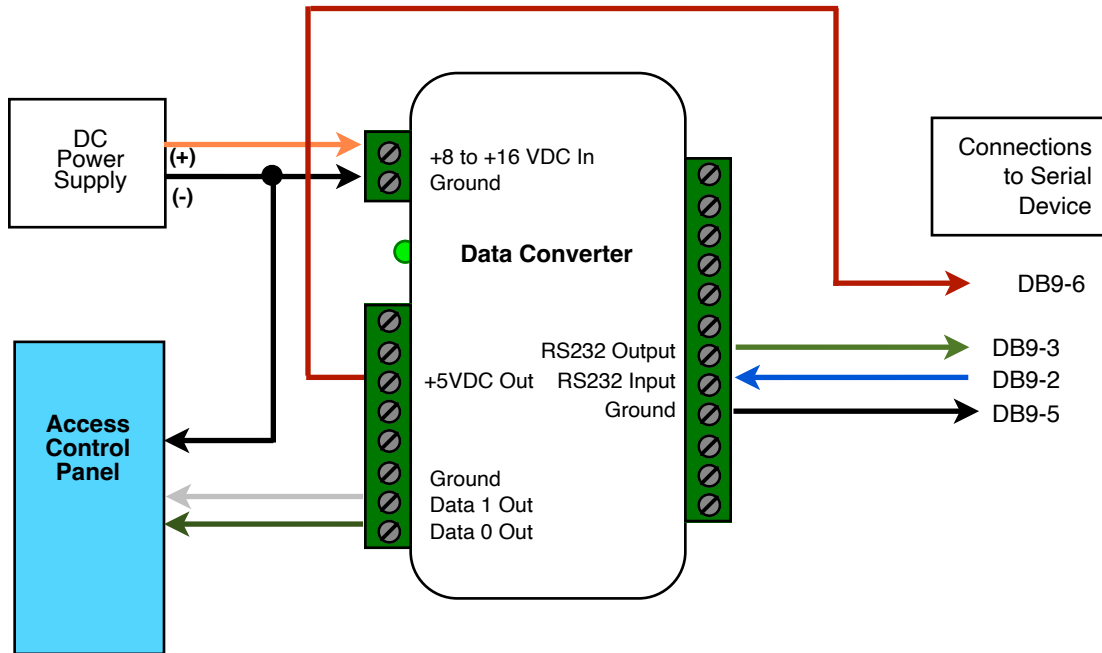 DC
Power
Supply
(+)
(-)
+8 to +16 VDC In
Ground
Data Converter
Connections
to Serial
Device
DB9-6
RS232 Output
DB9-3
+5VDC Out
RS232 Input
DB9-2
Ground
DB9-5
Access
Control
Panel
Ground
Data 1 Out
Data 0 Out